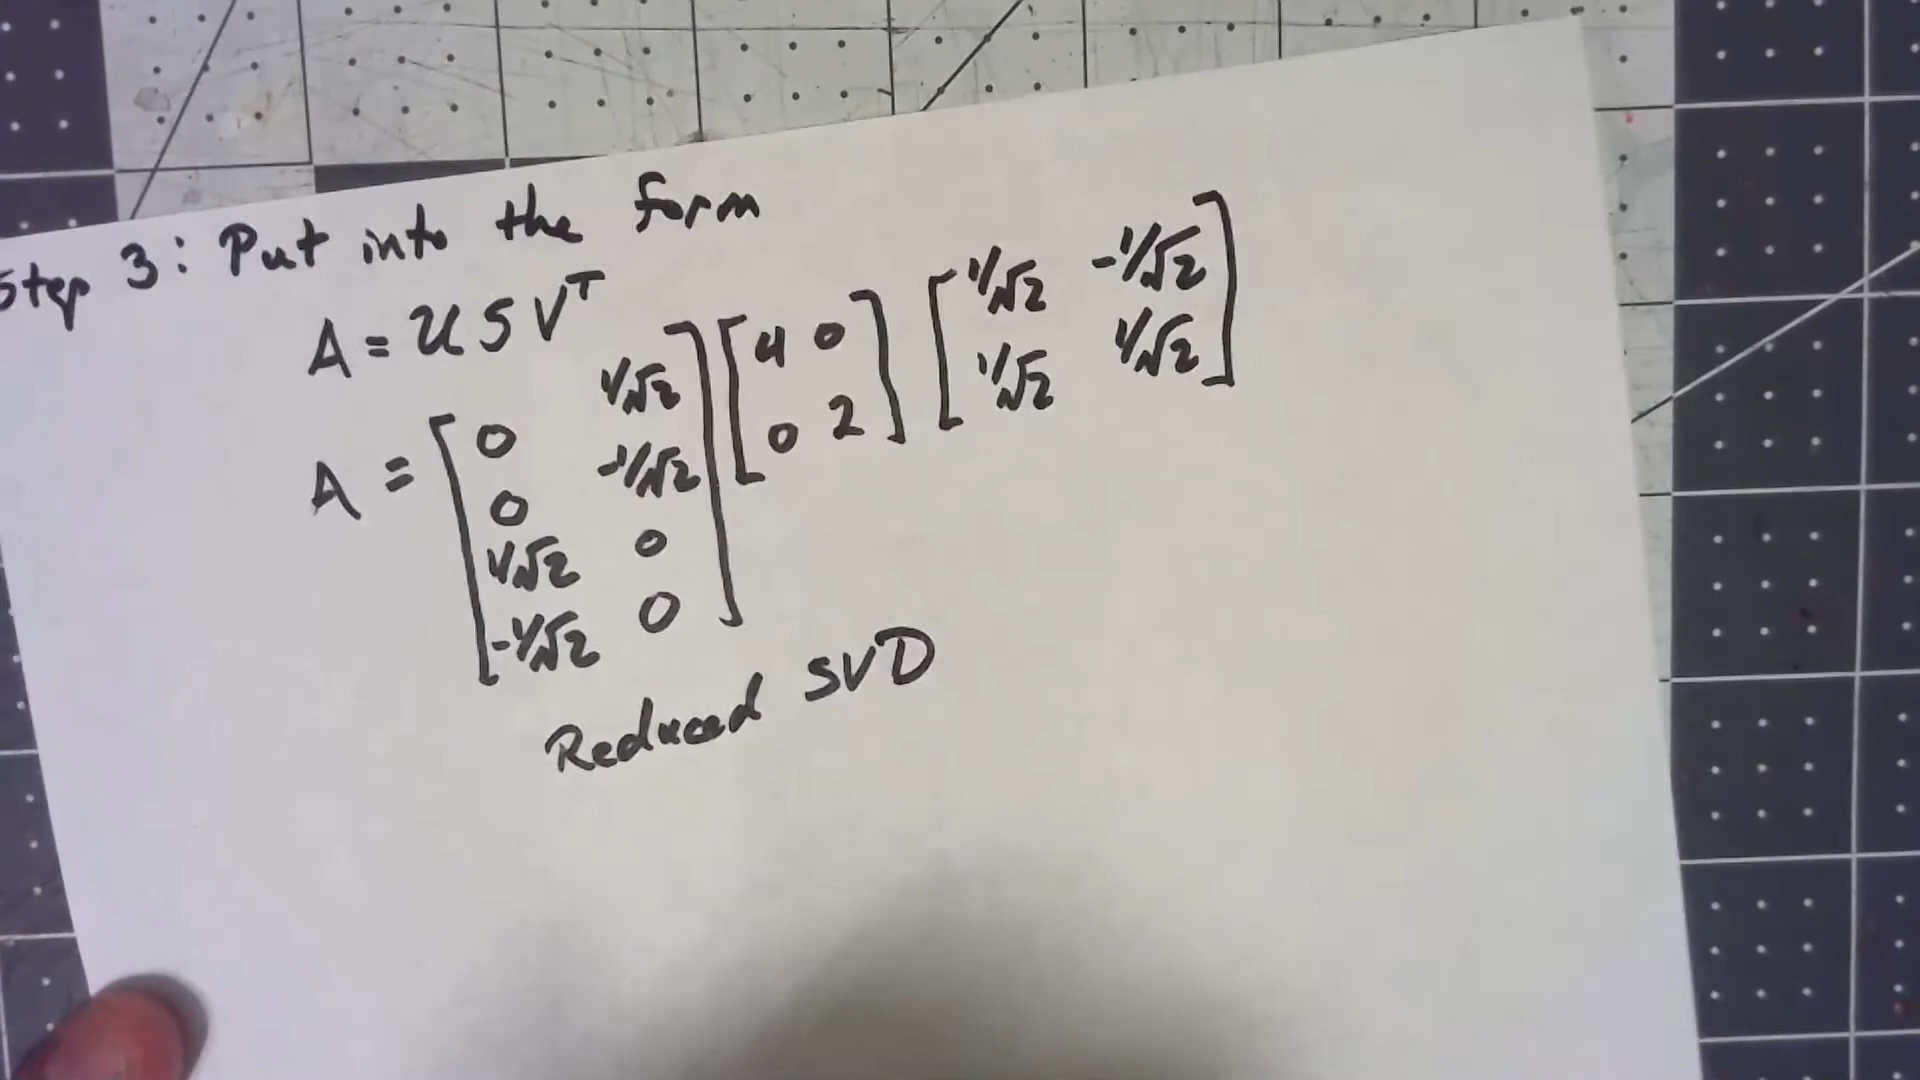 Step 3: Put into the form
A = USVᵀ
A = [0 1/√2; 0 -1/√2; 1/√2 0; -1/√2 0] [4 0; 0 2] [1/√2 -1/√2; 1/√2 1/√2]
Reduced SVD